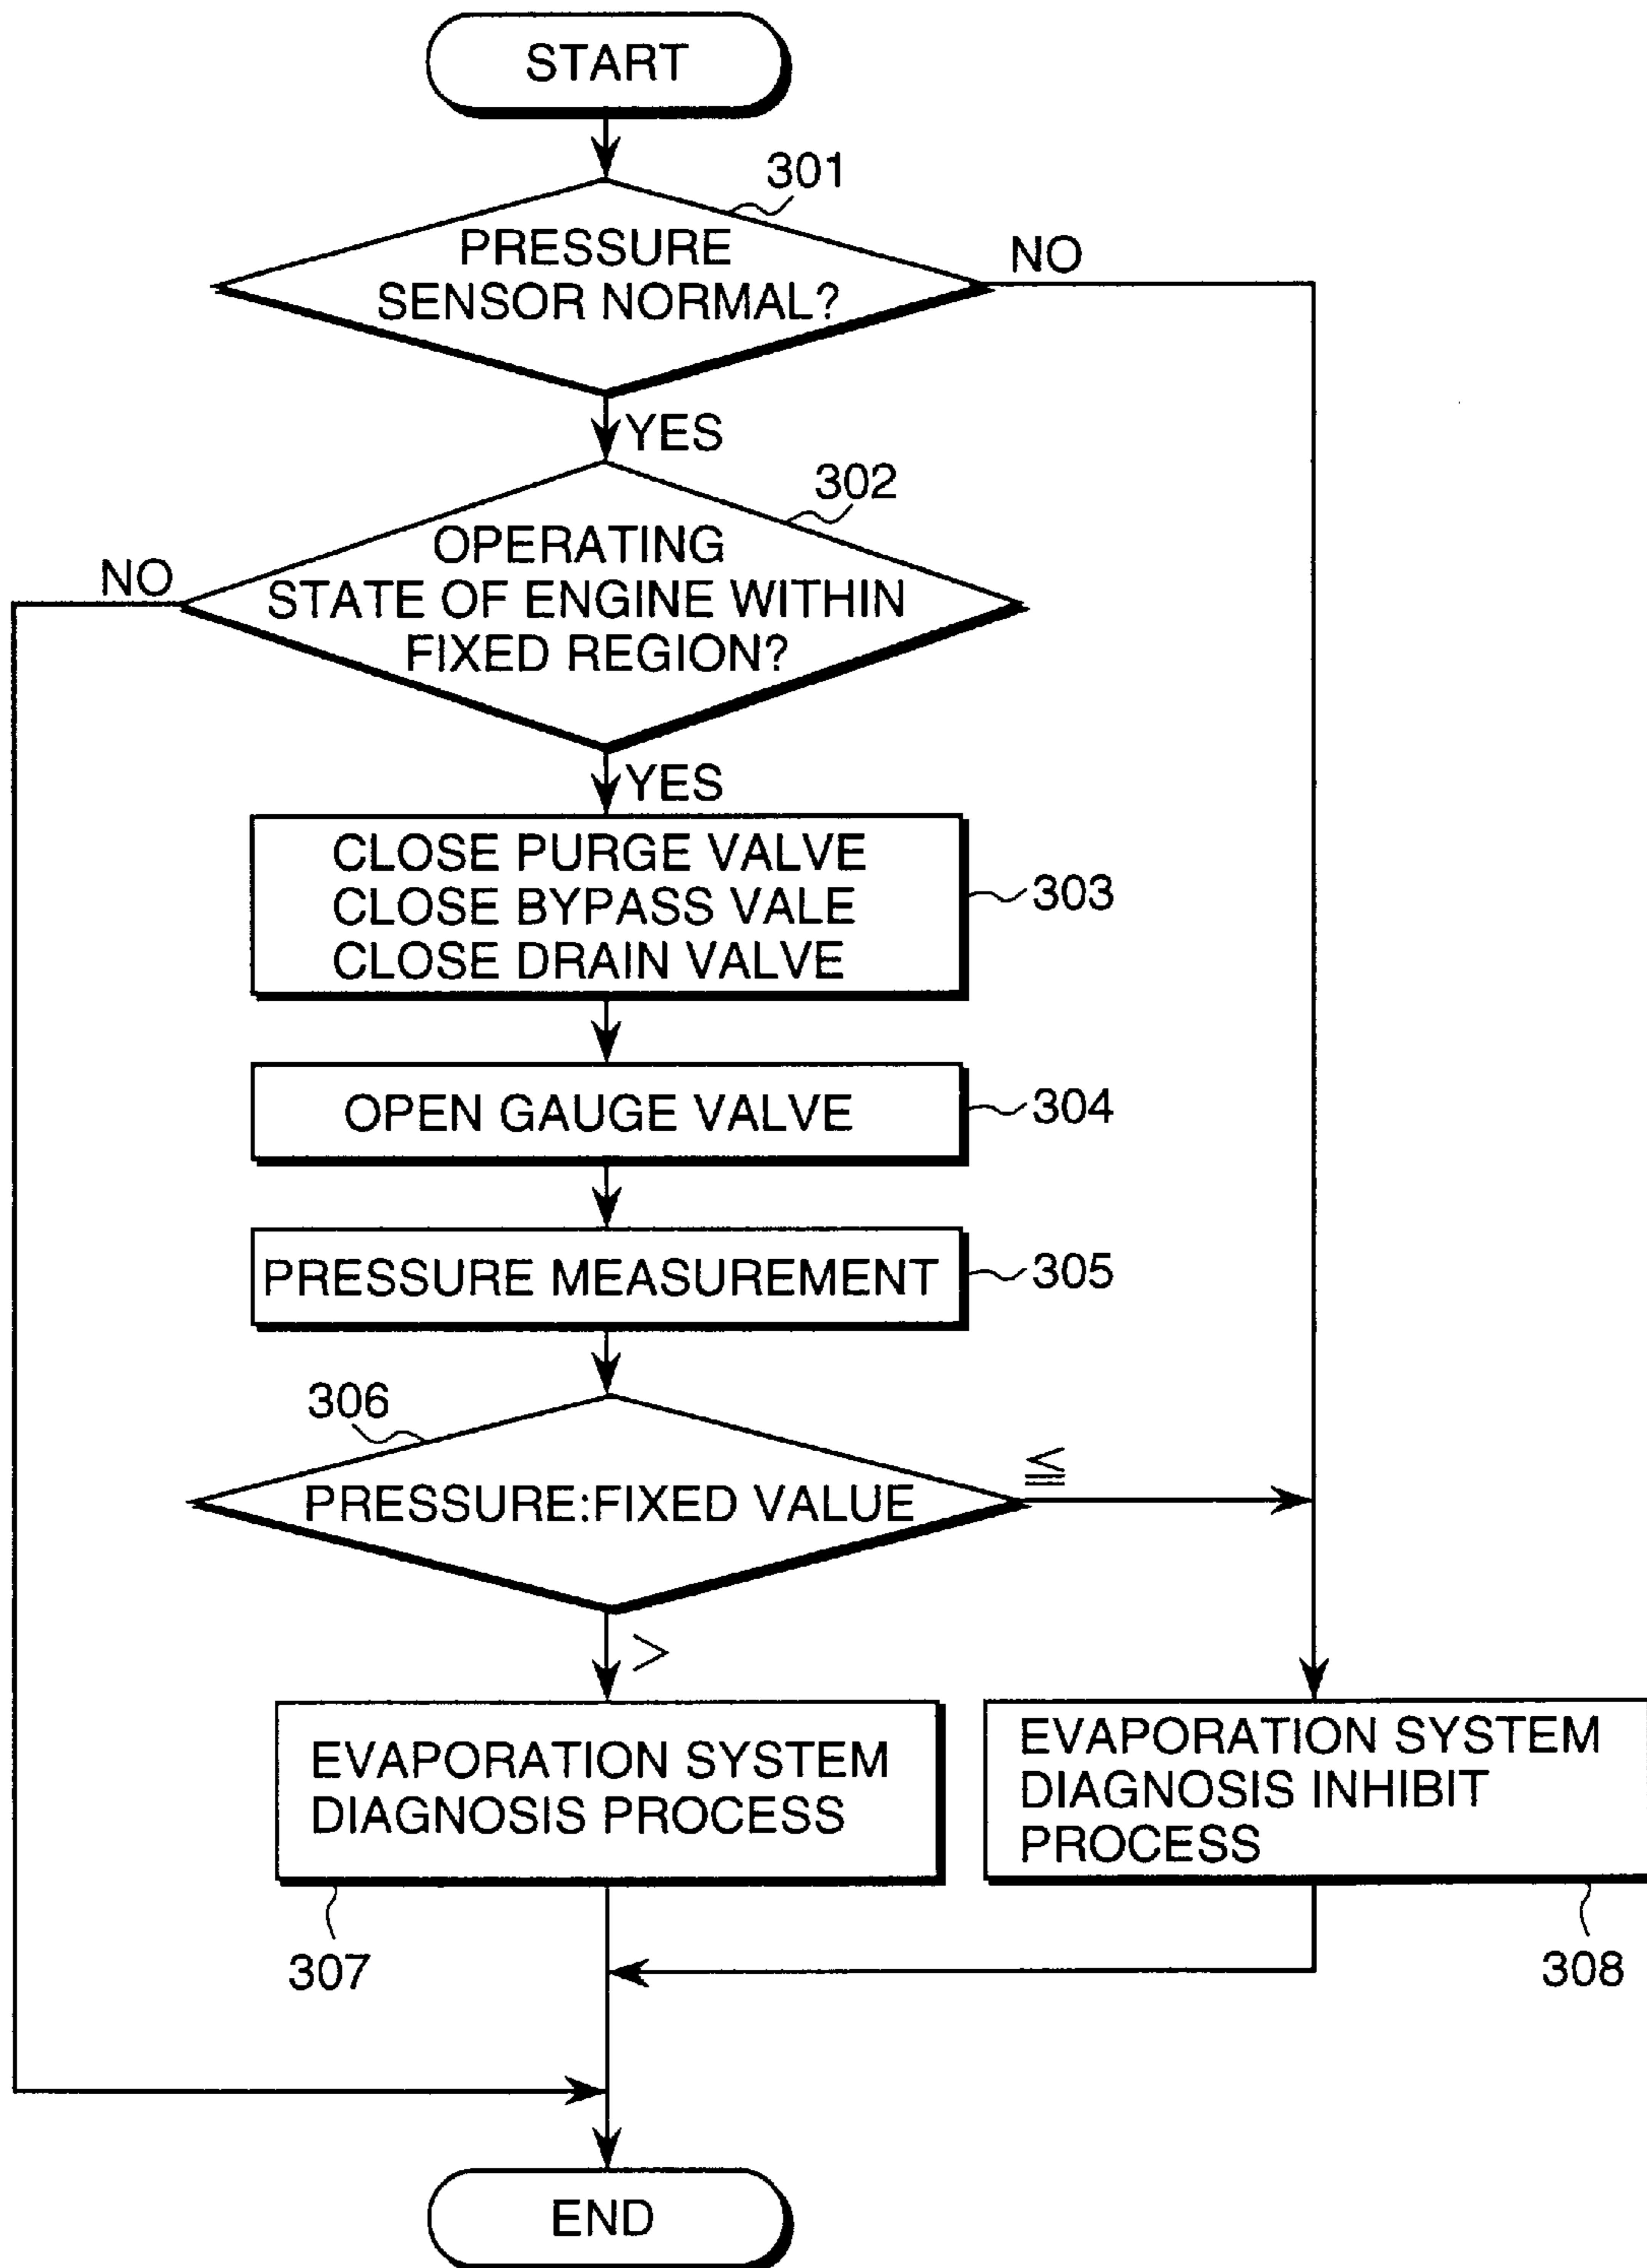 START
301
PRESSURE
SENSOR NORMAL?
NO
YES
302
OPERATING
STATE OF ENGINE WITHIN
FIXED REGION?
NO
YES
CLOSE PURGE VALVE
CLOSE BYPASS VALE
CLOSE DRAIN VALVE
303
OPEN GAUGE VALVE
304
PRESSURE MEASUREMENT
305
306
PRESSURE:FIXED VALUE
≦
>
EVAPORATION SYSTEM
DIAGNOSIS PROCESS
307
EVAPORATION SYSTEM
DIAGNOSIS INHIBIT
PROCESS
308
END